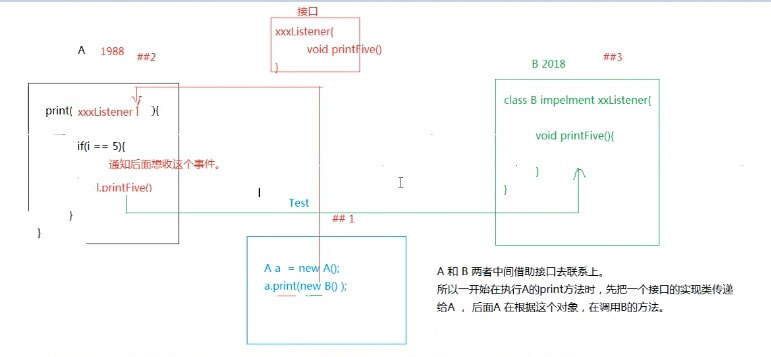 接口
xxxListener{
void printFive()
}
A 1988 ##2
print( xxxListener l ){
if(i == 5){
通知后面想收这个事件。
l.printFive()
}
}
B 2018 ##3
class B impelment xxListener{
void printFive(){
}
}
Test
## 1
A a = new A();
a.print(new B() );
A 和 B 两者中间借助接口去联系上。
所以一开始在执行A的print方法时，先把一个接口的实现类传递
给A ，后面A 在根据这个对象，在调用B的方法。